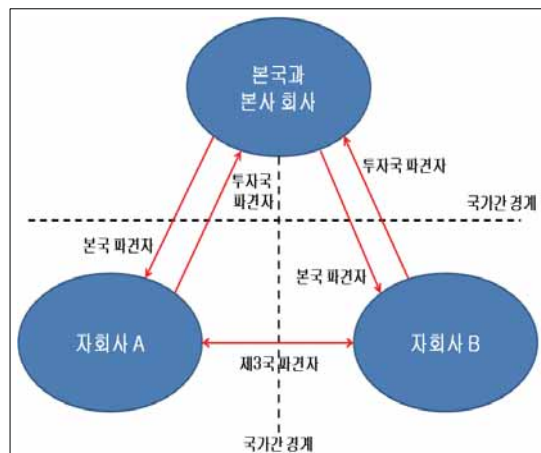 본국과
본사 회사
투자국
파견자
투자국 파견자
국가간 경계
본국 파견자
본국 파견자
자회사 A
자회사 B
제3국 파견자
국가간 경계